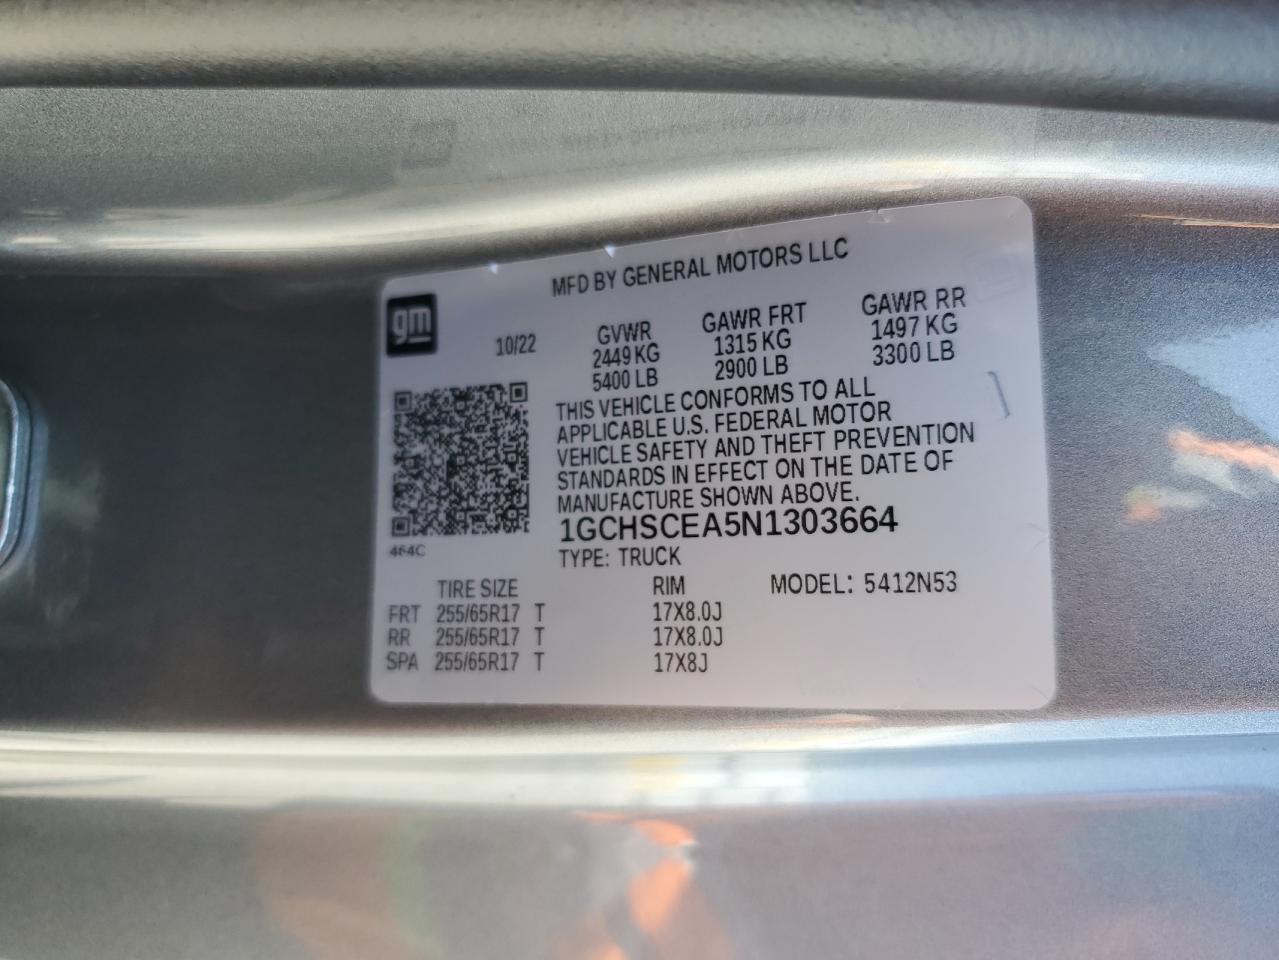 MFD BY GENERAL MOTORS LLC
gm
10/22 GVWR GAWR FRT GAWR RR
2449 KG 1315 KG 1497 KG
5400 LB 2900 LB 3300 LB
THIS VEHICLE CONFORMS TO ALL
APPLICABLE U.S. FEDERAL MOTOR
VEHICLE SAFETY AND THEFT PREVENTION
STANDARDS IN EFFECT ON THE DATE OF
MANUFACTURE SHOWN ABOVE.
1GCHSCEA5N1303664
464C
TYPE: TRUCK
TIRE SIZE RIM MODEL: 5412N53
FRT 255/65R17 T 17X8.0J
RR 255/65R17 T 17X8.0J
SPA 255/65R17 T 17X8J